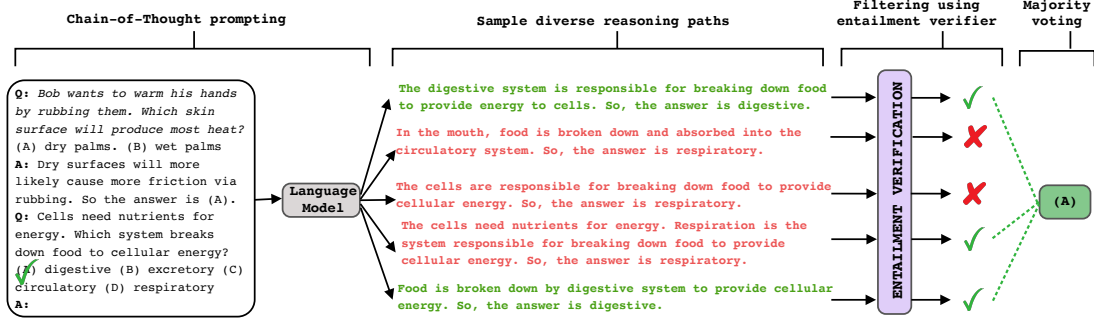 Chain-of-Thought prompting
Sample diverse reasoning paths
Filtering using
entailment verifier
Majority
voting
Q: Bob wants to warm his hands
by rubbing them. Which skin
surface will produce most heat?
(A) dry palms. (B) wet palms
A: Dry surfaces will more
likely cause more friction via
rubbing. So the answer is (A).
Q: Cells need nutrients for
energy. Which system breaks
down food to cellular energy?
(A) digestive (B) excretory (C)
circulatory (D) respiratory
A:
Language
Model
The digestive system is responsible for breaking down food
to provide energy to cells. So, the answer is digestive.
In the mouth, food is broken down and absorbed into the
circulatory system. So, the answer is respiratory.
The cells are responsible for breaking down food to provide
cellular energy. So, the answer is respiratory.
The cells need nutrients for energy. Respiration is the
system responsible for breaking down food to provide
cellular energy. So, the answer is respiratory.
Food is broken down by digestive system to provide cellular
energy. So, the answer is digestive.
ENTAILMENT VERIFICATION
(A)